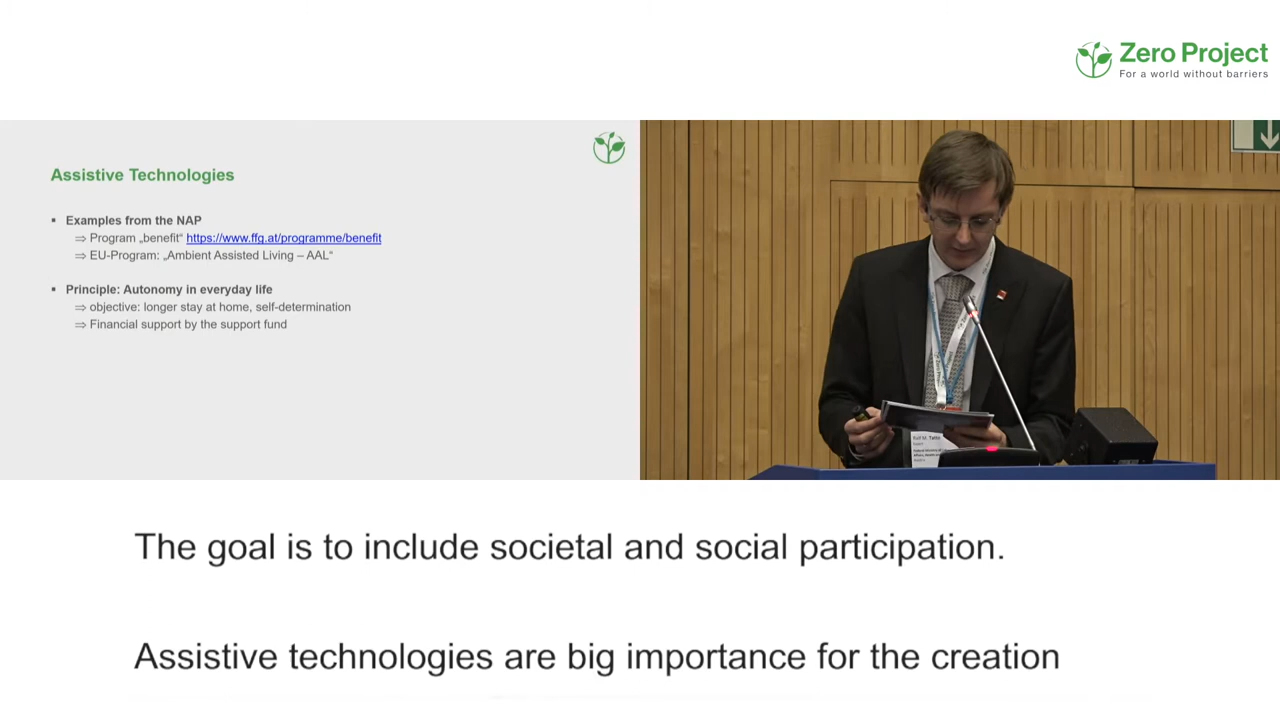 Zero Project
For a world without barriers
Assistive Technologies
▪ Examples from the NAP
⇒ Program „benefit“ https://www.ffg.at/programme/benefit
⇒ EU-Program: „Ambient Assisted Living – AAL“
▪ Principle: Autonomy in everyday life
⇒ objective: longer stay at home, self-determination
⇒ Financial support by the support fund
The goal is to include societal and social participation.
Assistive technologies are big importance for the creation